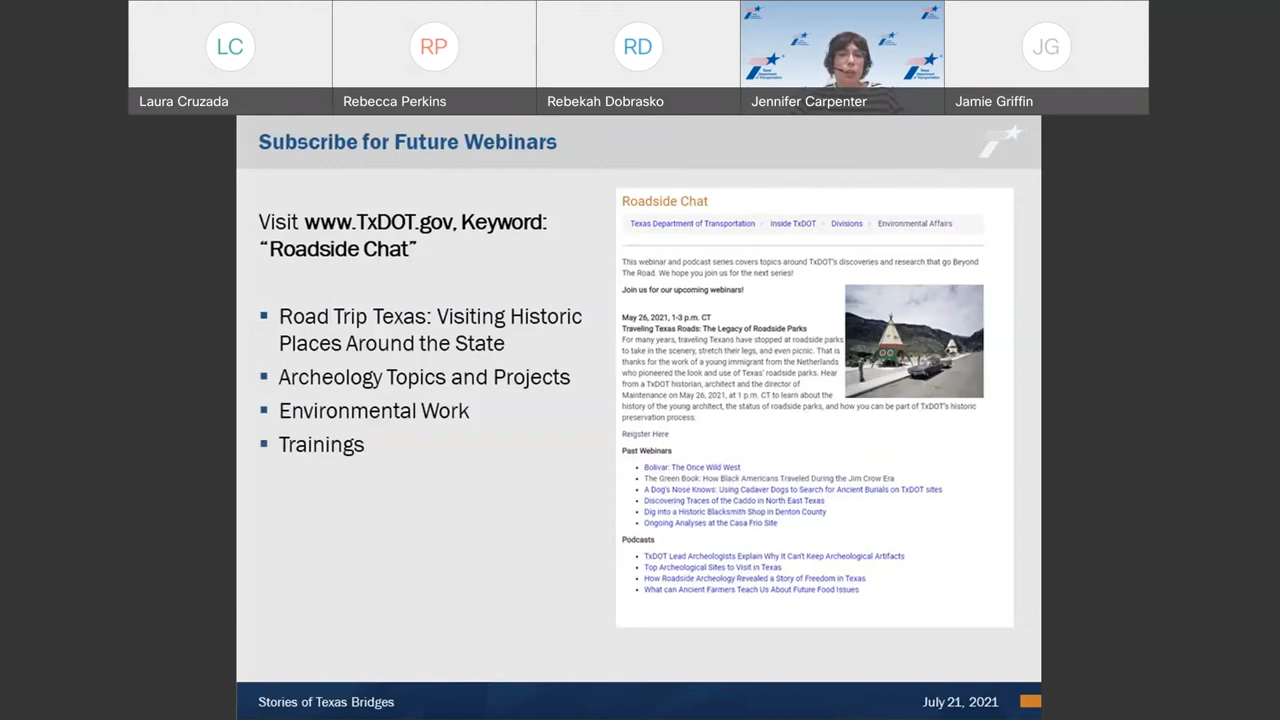 LC
RP
RD
JG
Laura Cruzada
Rebecca Perkins
Rebekah Dobrasko
Jennifer Carpenter
Jamie Griffin
Subscribe for Future Webinars
Visit www.TxDOT.gov, Keyword:
“Roadside Chat”
Road Trip Texas: Visiting Historic
Places Around the State
Archeology Topics and Projects
Environmental Work
Trainings
Roadside Chat
Texas Department of Transportation
Inside TxDOT
Divisions
Environmental Affairs
This webinar and podcast series covers topics around TxDOT's discoveries and research that go Beyond
The Road. We hope you join us for the next series!
Join us for our upcoming webinars!
May 26, 2021, 1-3 p.m. CT
Traveling Texas Roads: The Legacy of Roadside Parks
For many years, traveling Texans have stopped at roadside parks
to take in the scenery, stretch their legs, and even picnic. That is
thanks for the work of a young immigrant from the Netherlands
who pioneered the look and use of Texas' roadside parks. Hear
from a TxDOT historian, architect and the director of
Maintenance on May 26, 2021, at 1 p.m. CT to learn about the
history of the young architect, the status of roadside parks, and how you can be part of TxDOT's historic
preservation process.
Reigster Here
Past Webinars
Bolivar: The Once Wild West
The Green Book: How Black Americans Traveled During the Jim Crow Era
A Dog's Nose Knows: Using Cadaver Dogs to Search for Ancient Burials on TxDOT sites
Discovering Traces of the Caddo in North East Texas
Dig into a Historic Blacksmith Shop in Denton County
Ongoing Analyses at the Casa Frio Site
Podcasts
TxDOT Lead Archeologists Explain Why It Can't Keep Archeological Artifacts
Top Archeological Sites to Visit in Texas
How Roadside Archeology Revealed a Story of Freedom in Texas
What can Ancient Farmers Teach Us About Future Food Issues
Stories of Texas Bridges
July 21, 2021